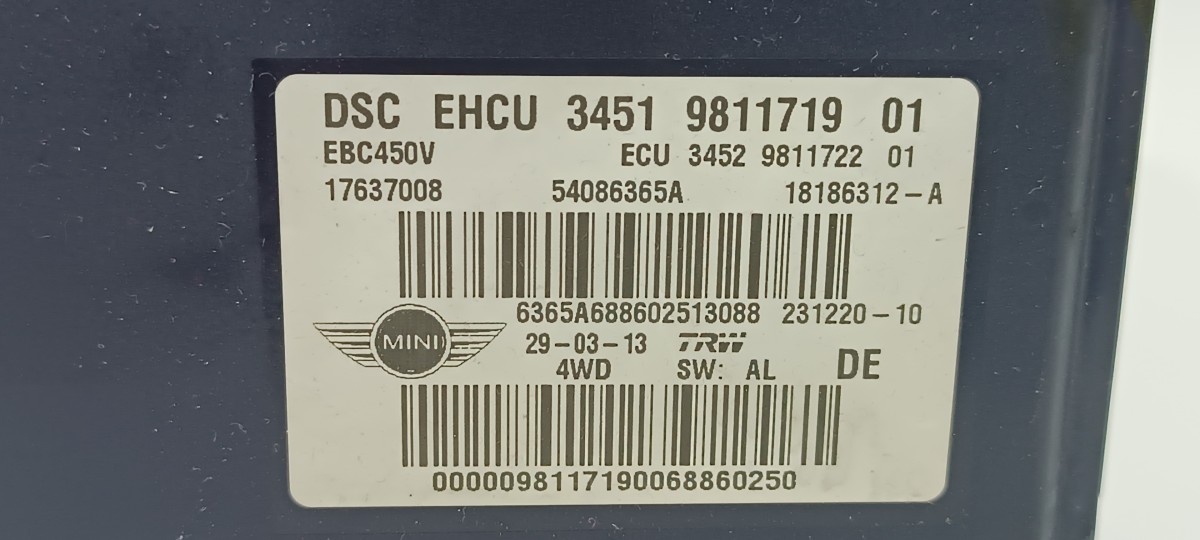 DSC EHCU 3451 9811719 01
EBC450V ECU 3452 9811722 01
17637008 54086365A 18186312-A
6365A688602513088 231220-10
MINI 29-03-13 TRW
4WD SW: AL DE
0000098117190068860250